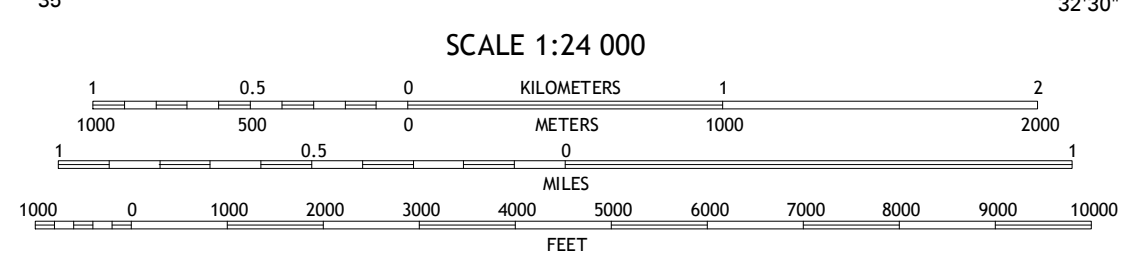 35'
32'30"
SCALE 1:24 000
1 0.5 0 KILOMETERS 1 2
1000 500 0 METERS 1000 2000
1 0.5 0 1
MILES
1000 0 1000 2000 3000 4000 5000 6000 7000 8000 9000 10000
FEET